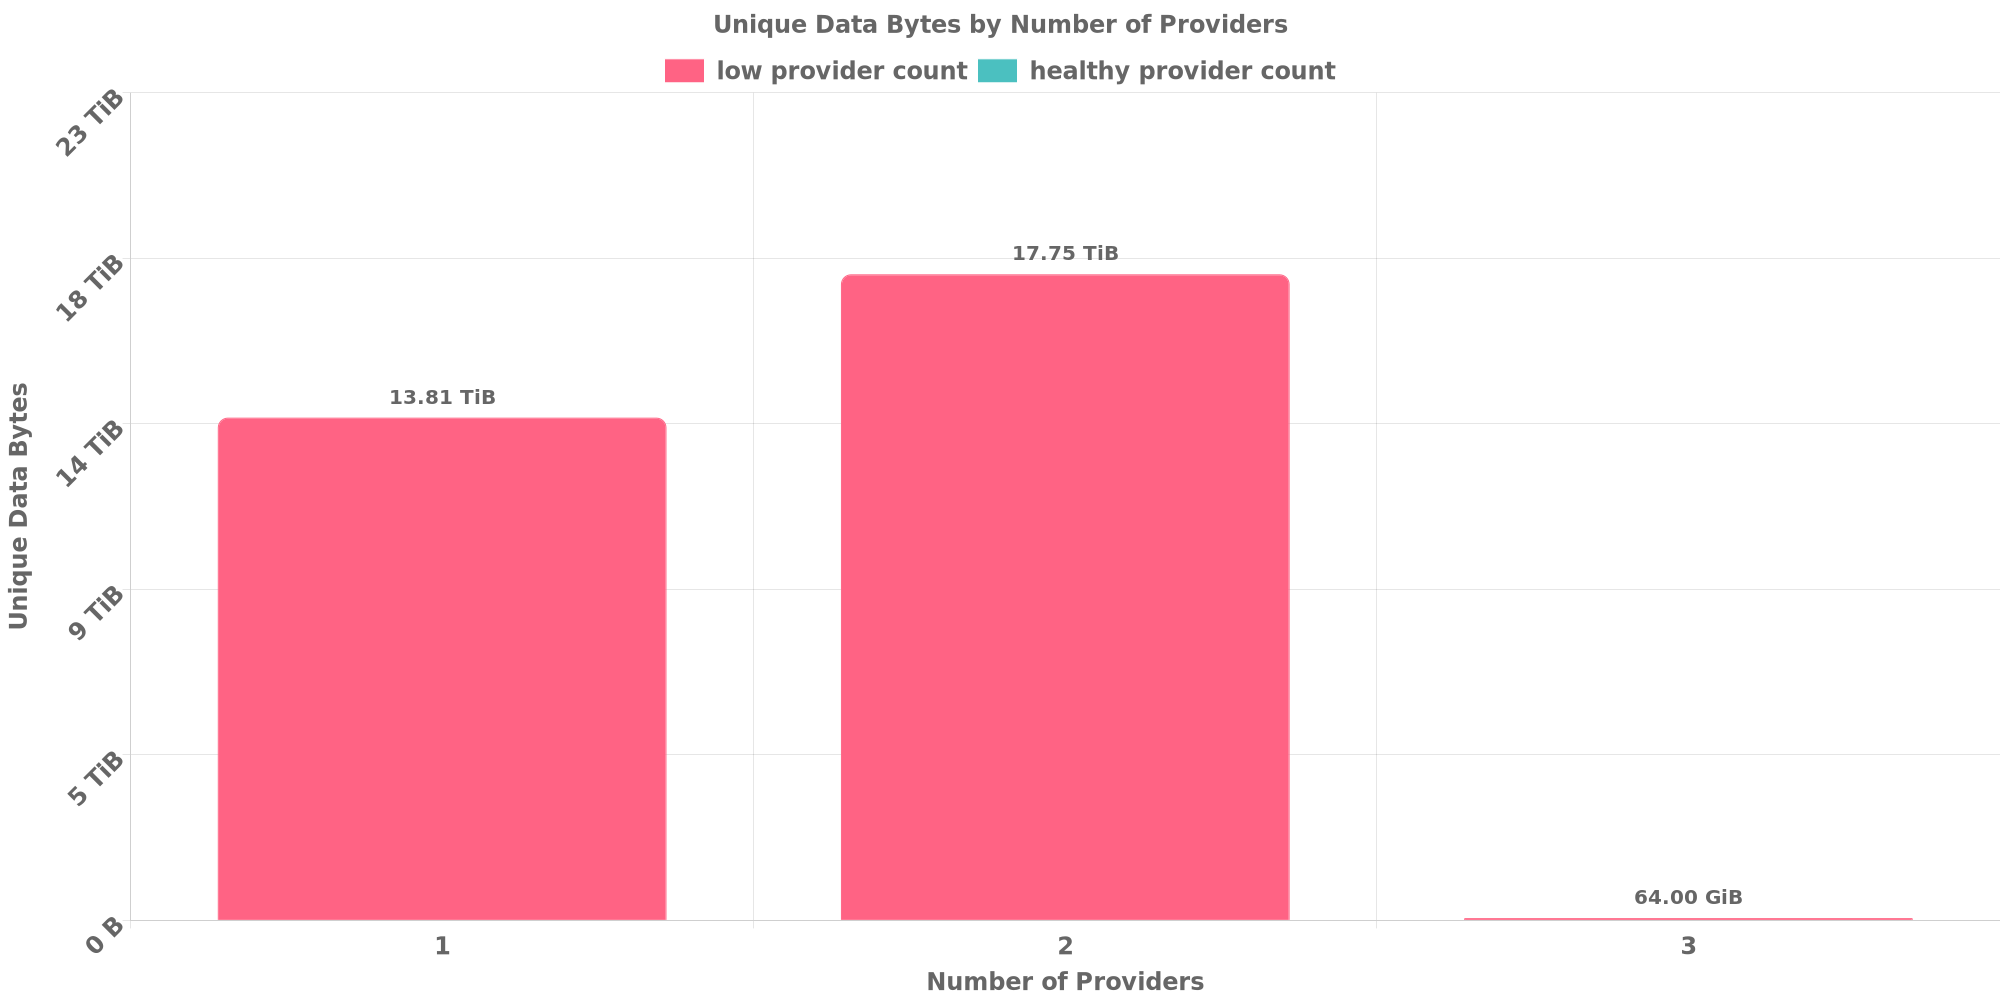 Unique Data Bytes by Number of Providers
low provider count
healthy provider count
Unique Data Bytes
23 TiB
18 TiB
14 TiB
9 TiB
5 TiB
0 B
13.81 TiB
17.75 TiB
64.00 GiB
1
2
3
Number of Providers